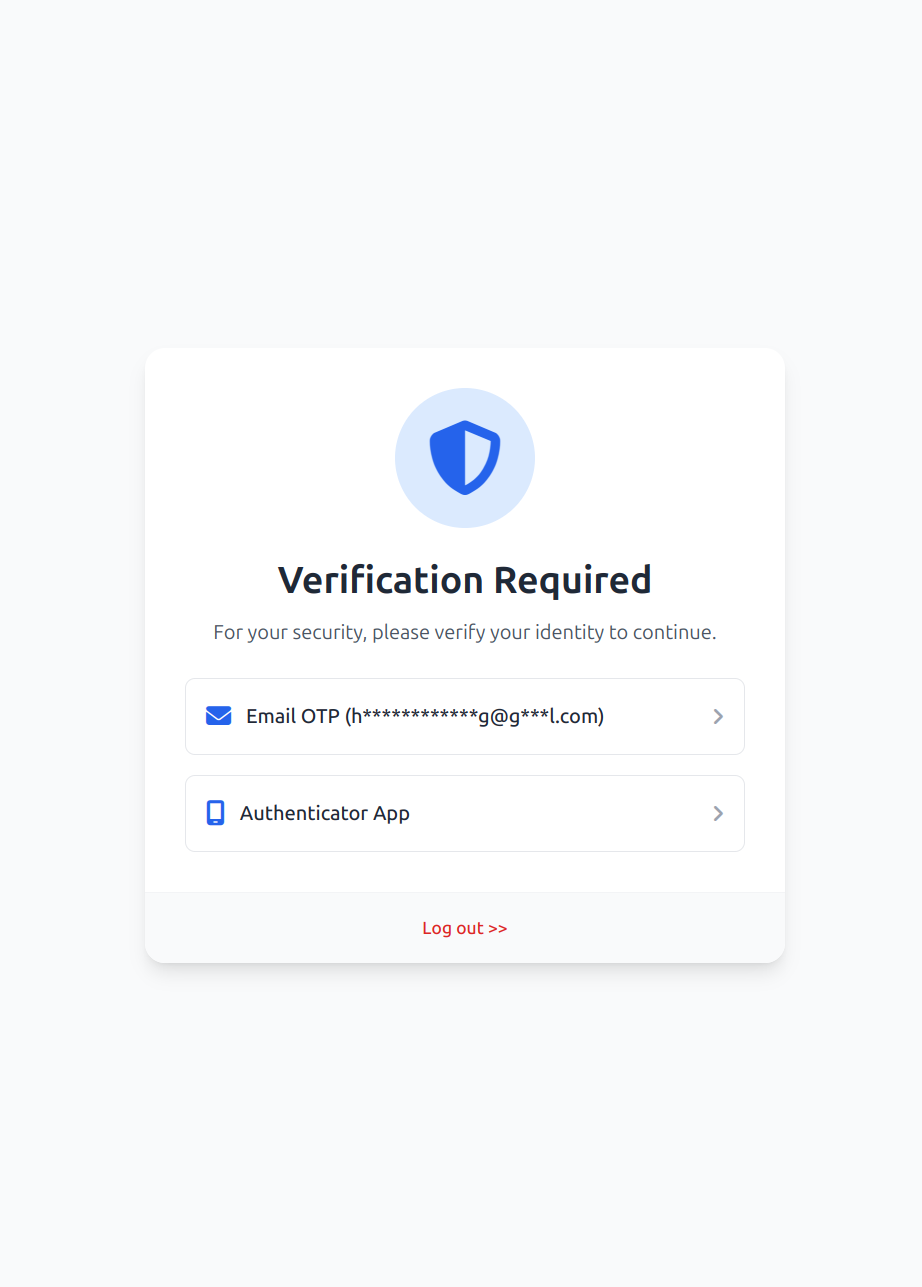 Verification Required
For your security, please verify your identity to continue.
Email OTP (h************g@g***l.com)
Authenticator App
Log out >>